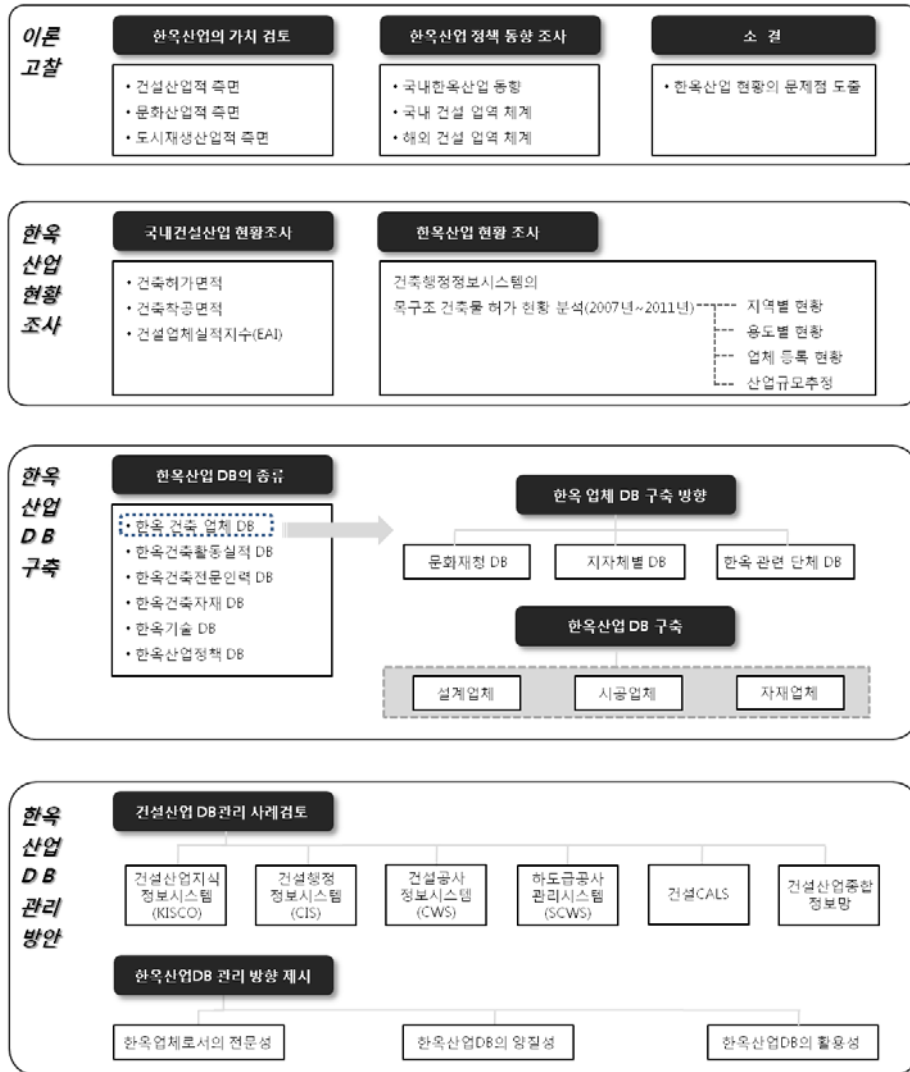 이론
고찰
한옥산업의 가치 검토
• 건설산업적 측면
• 문화산업적 측면
• 도시재생산업적 측면
한옥산업 정책 동향 조사
• 국내한옥산업 동향
• 국내 건설 업역 체계
• 해외 건설 업역 체계
소 결
• 한옥산업 현황의 문제점 도출
한옥
산업
현황
조사
국내건설산업 현황조사
• 건축허가면적
• 건축착공면적
• 건설업체실적지수(EAI)
한옥산업 현황 조사
건축행정정보시스템의
목구조 건축물 허가 현황 분석(2007년~2011년)
지역별 현황
용도별 현황
업체 등록 현황
산업규모추정
한옥
산업
DB
구축
한옥산업 DB의 종류
• 한옥 건축 업체 DB
• 한옥건축활동실적 DB
• 한옥건축전문인력 DB
• 한옥건축자재 DB
• 한옥기술 DB
• 한옥산업정책 DB
한옥 업체 DB 구축 방향
문화재청 DB
지자체별 DB
한옥 관련 단체 DB
한옥산업 DB 구축
설계업체
시공업체
자재업체
한옥
산업
DB
관리
방안
건설산업 DB관리 사례검토
건설산업지식
정보시스템
(KISCO)
건설행정
정보시스템
(CIS)
건설공사
정보시스템
(CWS)
하도급공사
관리시스템
(SCWS)
건설CALS
건설산업종합
정보망
한옥산업DB 관리 방향 제시
한옥업체로서의 전문성
한옥산업DB의 양질성
한옥산업DB의 활용성